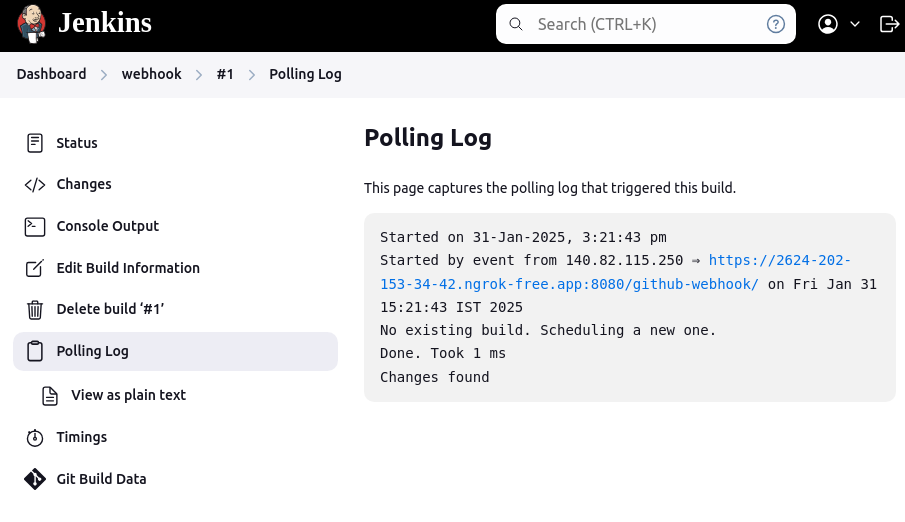 Jenkins
Search (CTRL+K)
Dashboard
webhook
#1
Polling Log
Status
Changes
Console Output
Edit Build Information
Delete build ‘#1’
Polling Log
View as plain text
Timings
Git Build Data
Polling Log
This page captures the polling log that triggered this build.
Started on 31-Jan-2025, 3:21:43 pm
Started by event from 140.82.115.250 ⇒ https://2624-202-
153-34-42.ngrok-free.app:8080/github-webhook/ on Fri Jan 31
15:21:43 IST 2025
No existing build. Scheduling a new one.
Done. Took 1 ms
Changes found